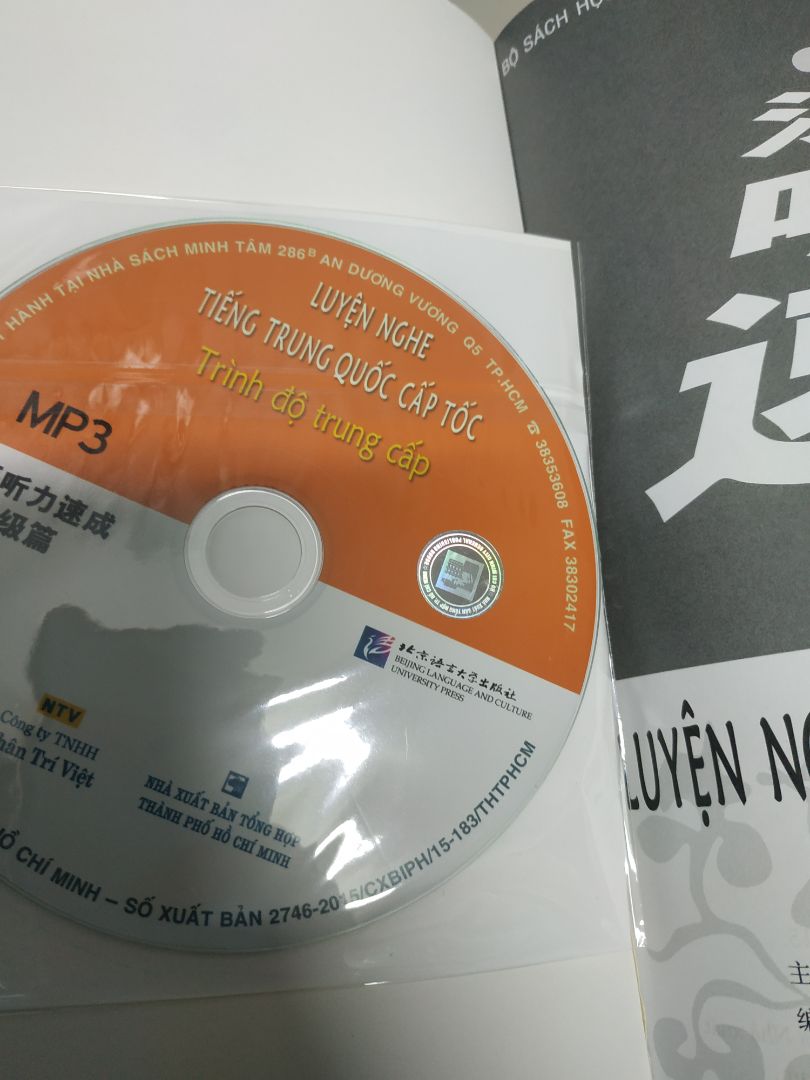 HÀNH TẠI NHÀ SÁCH MINH TÂM 286B AN DƯƠNG VƯƠNG Q5 TP.HCM ☎ 38353608 FAX 38302417
LUYỆN NGHE
TIẾNG TRUNG QUỐC CẤP TỐC
Trình độ trung cấp
MP3
听力速成
级篇
北京语言大学出版社
BEIJING LANGUAGE AND CULTURE
UNIVERSITY PRESS
NTV
Công ty TNHH
hân Trí Việt
NHÀ XUẤT BẢN TỔNG HỢP
THÀNH PHỐ HỒ CHÍ MINH
HỒ CHÍ MINH – SỐ XUẤT BẢN 2746-2015/CXBIPH/15-183/THTPHCM
BỘ SÁCH HỌ
LUYỆN NG
主
编